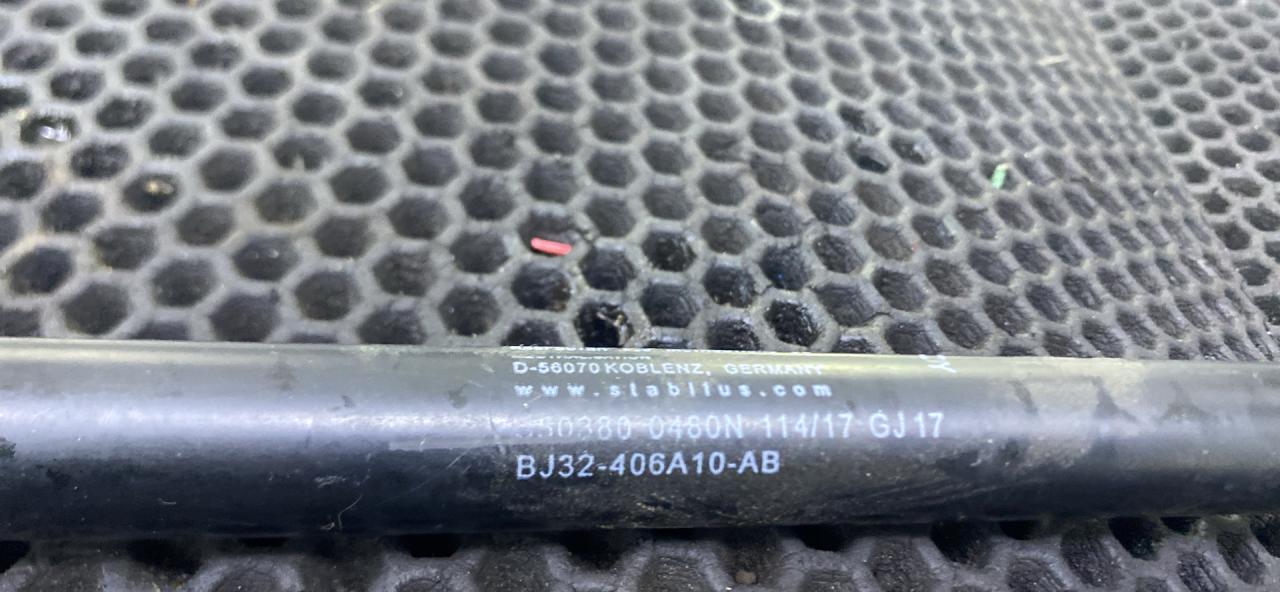 D-56070 KOBLENZ, GERMANY
www.stabilus.com
0480N 114/17 GJ 17
BJ32-406A10-AB